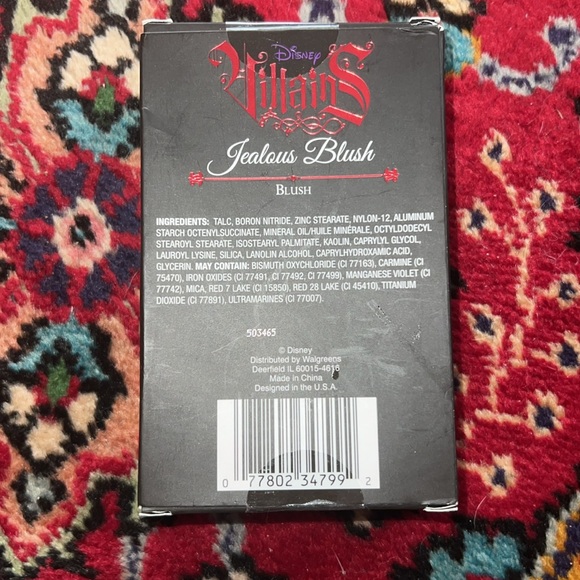 Disney
Villains
Jealous Blush
BLUSH
INGREDIENTS: TALC, BORON NITRIDE, ZINC STEARATE, NYLON-12, ALUMINUM
STARCH OCTENYLSUCCINATE, MINERAL OIL/HUILE MINÉRALE, OCTYLDODECYL
STEAROYL STEARATE, ISOSTEARYL PALMITATE, KAOLIN, CAPRYLYL GLYCOL,
LAUROYL LYSINE, SILICA, LANOLIN ALCOHOL, CAPRYLHYDROXAMIC ACID,
GLYCERIN. MAY CONTAIN: BISMUTH OXYCHLORIDE (CI 77163), CARMINE (CI
75470), IRON OXIDES (CI 77491, CI 77492, CI 77499), MANGANESE VIOLET (CI
77742), MICA, RED 7 LAKE (CI 15850), RED 28 LAKE (CI 45410), TITANIUM
DIOXIDE (CI 77891), ULTRAMARINES (CI 77007).
503465
© Disney
Distributed by Walgreens
Deerfield IL 60015-4616
Made in China
Designed in the U.S.A.
0 77802 34799 2